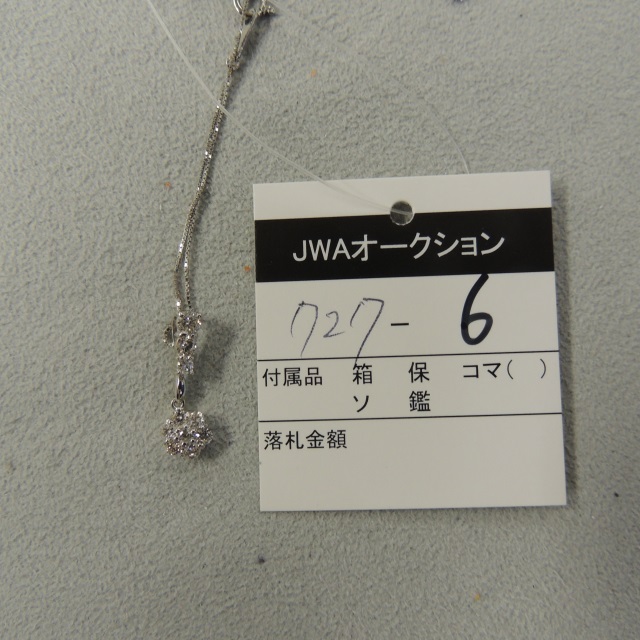 JWAオークション
727-6
付属品 箱 保 コマ( )
ソ 鑑
落札金額